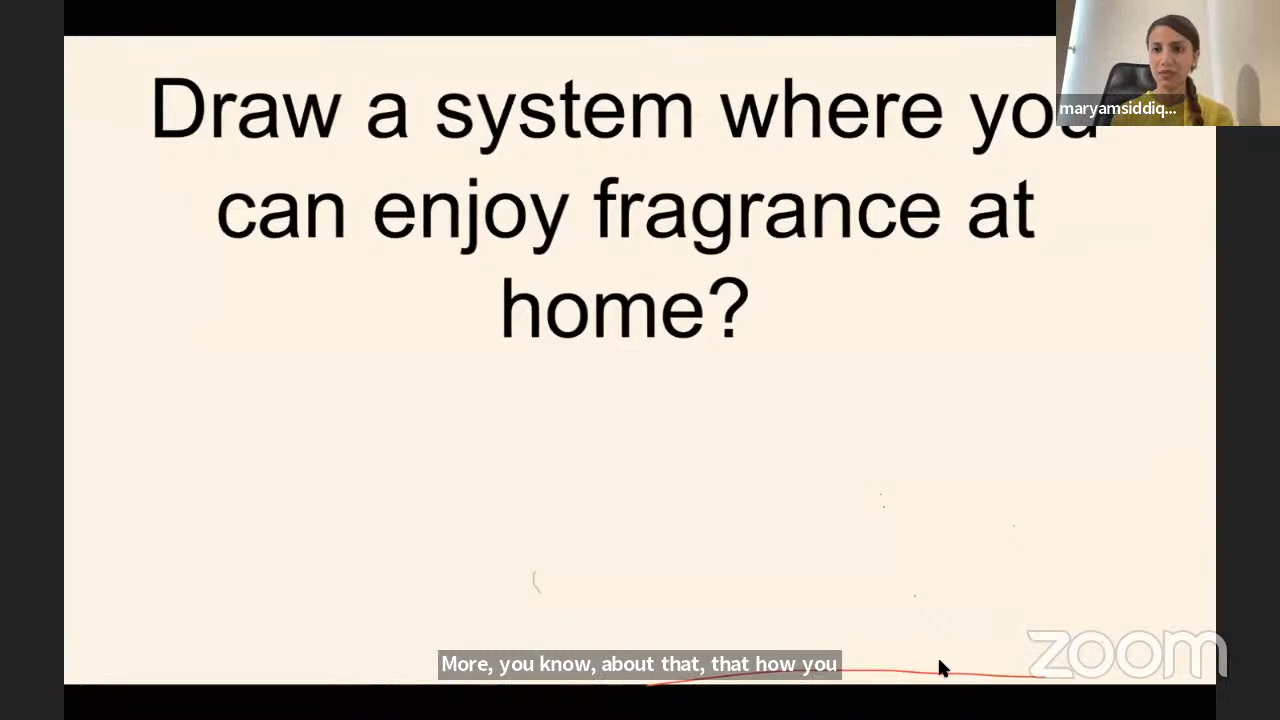 Draw a system where you
can enjoy fragrance at
home?
maryamsiddiq...
More, you know, about that, that how you
zoom